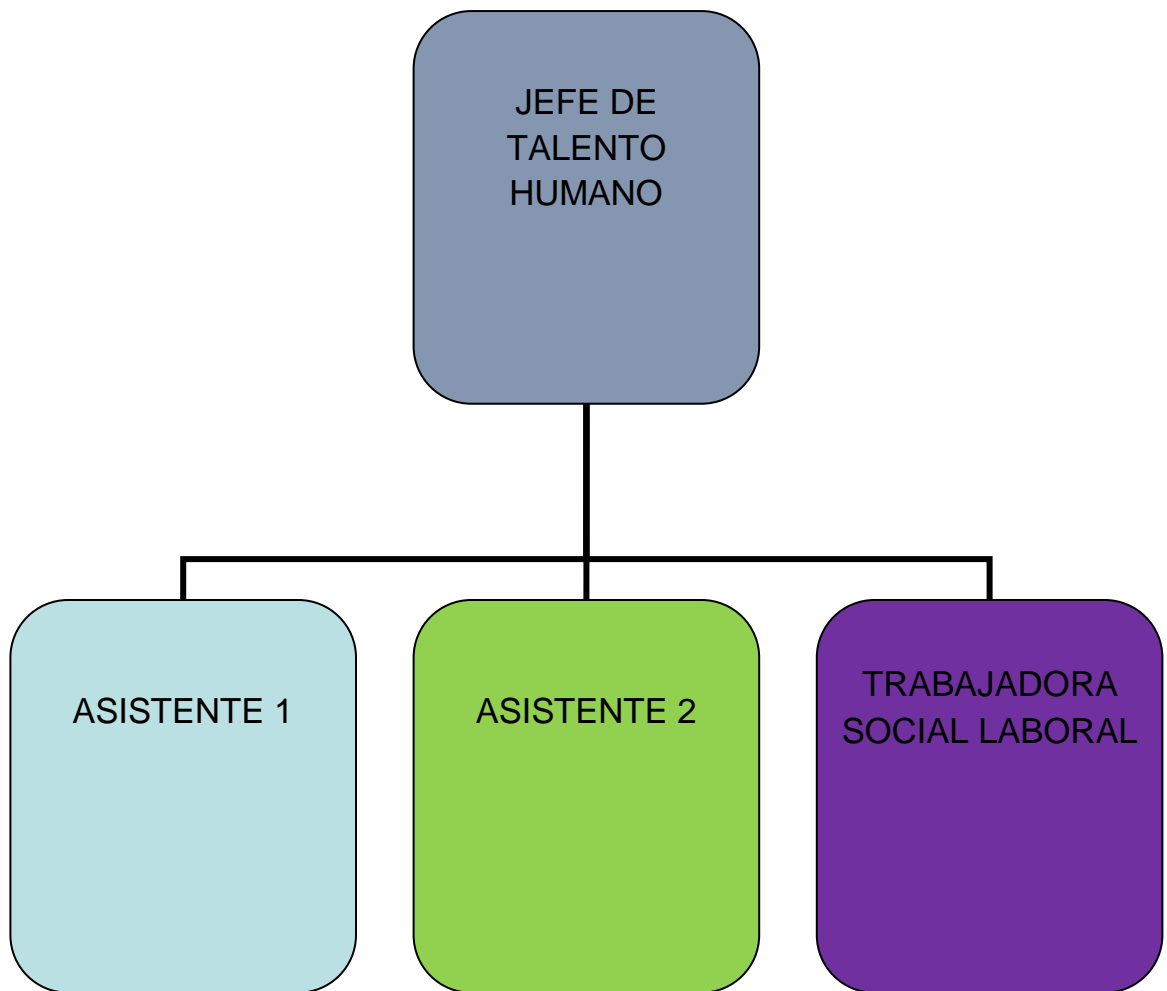 JEFE DE
TALENTO
HUMANO
ASISTENTE 1
ASISTENTE 2
TRABAJADORA
SOCIAL LABORAL